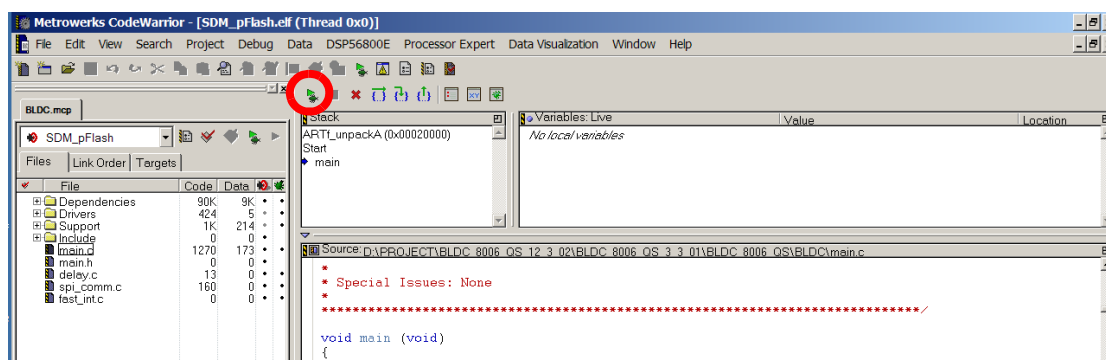 Metrowerks CodeWarrior - [SDM_pFlash.elf (Thread 0x0)]
File Edit View Search Project Debug Data DSP56800E Processor Expert Data Visualization Window Help
BLDC.mcp
SDM_pFlash
Files Link Order Targets
File Code Data
Dependencies 90K 9K • •
Drivers 424 5 • •
Support 1K 214 • •
Include 0 0 •
main.c 1270 173 • •
main.h 0 0 •
delay.c 13 0 • •
spi_comm.c 160 0 • •
fast_int.c 0 0 • •
Stack
ARTf_unpackA (0x00020000)
Start
main
Variables: Live Value Location
No local variables
Source: D:\PROJECT\BLDC_8006_QS_12_3_02\BLDC_8006_QS_3_3_01\BLDC_8006_QS\BLDC\main.c
*
* Special Issues: None
*
*****************************************************************************/
void main (void)
{